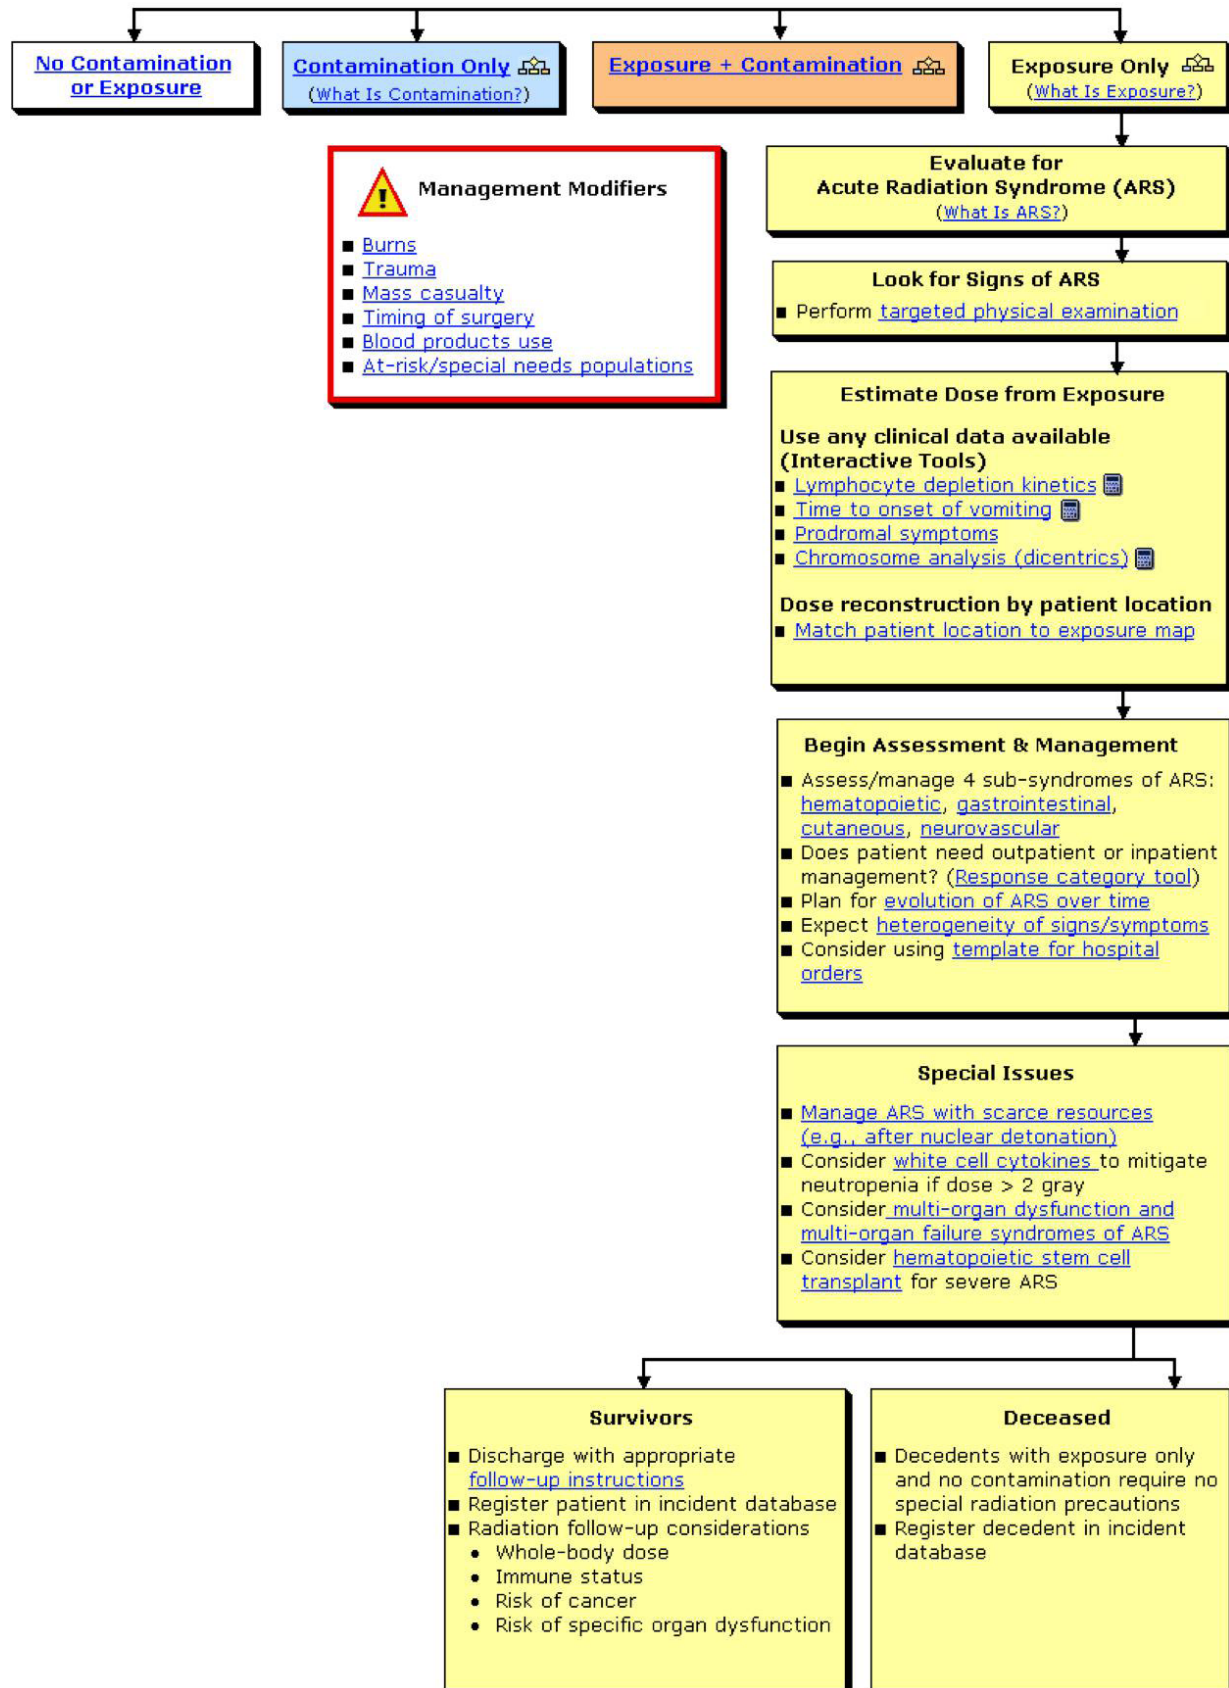 No Contamination
or Exposure
Contamination Only
(What Is Contamination?)
Exposure + Contamination
Exposure Only
(What Is Exposure?)
Management Modifiers
■ Burns
■ Trauma
■ Mass casualty
■ Timing of surgery
■ Blood products use
■ At-risk/special needs populations
Evaluate for
Acute Radiation Syndrome (ARS)
(What Is ARS?)
Look for Signs of ARS
■ Perform targeted physical examination
Estimate Dose from Exposure
Use any clinical data available
(Interactive Tools)
■ Lymphocyte depletion kinetics
■ Time to onset of vomiting
■ Prodromal symptoms
■ Chromosome analysis (dicentrics)
Dose reconstruction by patient location
■ Match patient location to exposure map
Begin Assessment & Management
■ Assess/manage 4 sub-syndromes of ARS:
hematopoietic, gastrointestinal,
cutaneous, neurovascular
■ Does patient need outpatient or inpatient
management? (Response category tool)
■ Plan for evolution of ARS over time
■ Expect heterogeneity of signs/symptoms
■ Consider using template for hospital
orders
Special Issues
■ Manage ARS with scarce resources
(e.g., after nuclear detonation)
■ Consider white cell cytokines to mitigate
neutropenia if dose > 2 gray
■ Consider multi-organ dysfunction and
multi-organ failure syndromes of ARS
■ Consider hematopoietic stem cell
transplant for severe ARS
Survivors
■ Discharge with appropriate
follow-up instructions
■ Register patient in incident database
■ Radiation follow-up considerations
• Whole-body dose
• Immune status
• Risk of cancer
• Risk of specific organ dysfunction
Deceased
■ Decedents with exposure only
and no contamination require no
special radiation precautions
■ Register decedent in incident
database